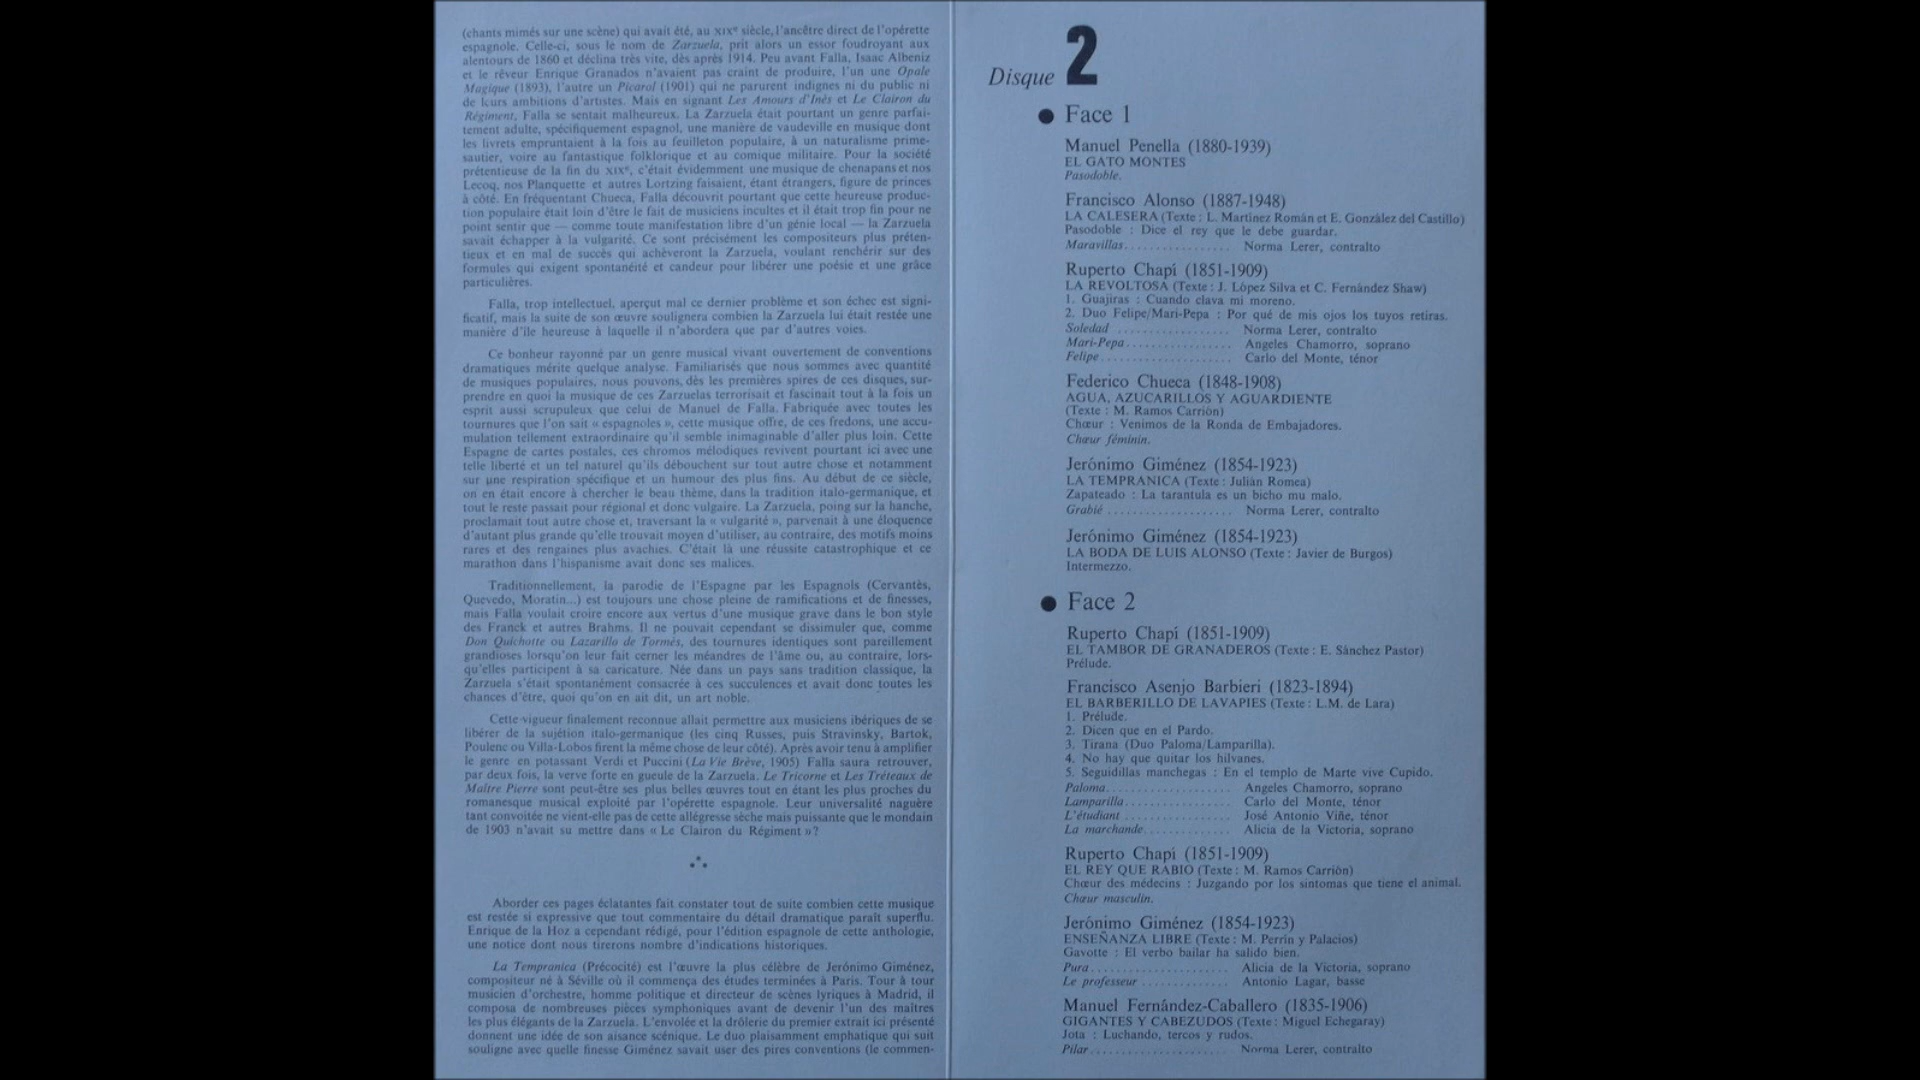 (chants mimés sur une scène) qui avait été, au XIXe siècle, l'ancêtre direct de l'opérette
espagnole. Celle-ci, sous le nom de Zarzuela, prit alors un essor foudroyant aux
alentours de 1860 et déclina très vite, dès après 1914. Peu avant Falla, Isaac Albeniz
et le rêveur Enrique Granados n'avaient pas craint de produire, l'un une Opale
Magique (1893), l'autre un Picarol (1901) qui ne parurent indignes ni du public ni
de leurs ambitions d'artistes. Mais en signant Les Amours d'Inès et Le Clairon du
Régiment, Falla se sentait malheureux. La Zarzuela était pourtant un genre parfai-
tement adulte, spécifiquement espagnol, une manière de vaudeville en musique dont
les livrets empruntaient à la fois au feuilleton populaire, à un naturalisme prime-
sautier, voire au fantastique folklorique et au comique militaire. Pour la société
prétentieuse de la fin du XIXe, c'était évidemment une musique de chenapans et nos
Lecoq, nos Planquette et autres Lortzing faisaient, étant étrangers, figure de princes
à côté. En fréquentant Chueca, Falla découvrit pourtant que cette heureuse produc-
tion populaire était loin d'être le fait de musiciens incultes et il était trop fin pour ne
point sentir que — comme toute manifestation libre d'un génie local — la Zarzuela
savait échapper à la vulgarité. Ce sont précisément les compositeurs plus préten-
tieux et en mal de succès qui achèveront la Zarzuela, voulant renchérir sur des
formules qui exigent spontanéité et candeur pour libérer une poésie et une grâce
particulières.
Falla, trop intellectuel, aperçut mal ce dernier problème et son échec est signi-
ficatif, mais la suite de son œuvre soulignera combien la Zarzuela lui était restée une
manière d'île heureuse à laquelle il n'abordera que par d'autres voies.
Ce bonheur rayonné par un genre musical vivant ouvertement de conventions
dramatiques mérite quelque analyse. Familiarisés que nous sommes avec quantité
de musiques populaires, nous pouvons, dès les premières spires de ces disques, sur-
prendre en quoi la musique de ces Zarzuelas terrorisait et fascinait tout à la fois un
esprit aussi scrupuleux que celui de Manuel de Falla. Fabriquée avec toutes les
tournures que l'on sait « espagnoles », cette musique offre, de ces fredons, une accu-
mulation tellement extraordinaire qu'il semble inimaginable d'aller plus loin. Cette
Espagne de cartes postales, ces chromos mélodiques revivent pourtant ici avec une
telle liberté et un tel naturel qu'ils débouchent sur tout autre chose et notamment
sur une respiration spécifique et un humour des plus fins. Au début de ce siècle,
on en était encore à chercher le beau thème, dans la tradition italo-germanique, et
tout le reste passait pour régional et donc vulgaire. La Zarzuela, poing sur la hanche,
proclamait tout autre chose et, traversant la « vulgarité », parvenait à une éloquence
d'autant plus grande qu'elle trouvait moyen d'utiliser, au contraire, des motifs moins
rares et des rengaines plus avachies. C'était là une réussite catastrophique et ce
marathon dans l'hispanisme avait donc ses malices.
Traditionnellement, la parodie de l'Espagne par les Espagnols (Cervantès,
Quevedo, Moratin...) est toujours une chose pleine de ramifications et de finesses,
mais Falla voulait croire encore aux vertus d'une musique grave dans le bon style
des Franck et autres Brahms. Il ne pouvait cependant se dissimuler que, comme
Don Quichotte ou Lazarillo de Tormès, des tournures identiques sont pareillement
grandioses lorsqu'on leur fait cerner les méandres de l'âme ou, au contraire, lors-
qu'elles participent à sa caricature. Née dans un pays sans tradition classique, la
Zarzuela s'était spontanément consacrée à ces succulences et avait donc toutes les
chances d'être, quoi qu'on en ait dit, un art noble.
Cette vigueur finalement reconnue allait permettre aux musiciens ibériques de se
libérer de la sujétion italo-germanique (les cinq Russes, puis Stravinsky, Bartok,
Poulenc ou Villa-Lobos firent la même chose de leur côté). Après avoir tenu à amplifier
le genre en potassant Verdi et Puccini (La Vie Brève, 1905) Falla saura retrouver,
par deux fois, la verve forte en gueule de la Zarzuela. Le Tricorne et Les Tréteaux de
Maître Pierre sont peut-être ses plus belles œuvres tout en étant les plus proches du
romanesque musical exploité par l'opérette espagnole. Leur universalité naguère
tant convoitée ne vient-elle pas de cette allégresse sèche mais puissante que le mondain
de 1903 n'avait su mettre dans « Le Clairon du Régiment »?
Aborder ces pages éclatantes fait constater tout de suite combien cette musique
est restée si expressive que tout commentaire du détail dramatique paraît superflu.
Enrique de la Hoz a cependant rédigé, pour l'édition espagnole de cette anthologie,
une notice dont nous tirerons nombre d'indications historiques.
La Tempranica (Précocité) est l'œuvre la plus célèbre de Jerónimo Giménez,
compositeur né à Séville où il commença des études terminées à Paris. Tour à tour
musicien d'orchestre, homme politique et directeur de scènes lyriques à Madrid, il
composa de nombreuses pièces symphoniques avant de devenir l'un des maîtres
les plus élégants de la Zarzuela. L'envolée et la drôlerie du premier extrait ici présenté
donnent une idée de son aisance scénique. Le duo plaisamment emphatique qui suit
souligne avec quelle finesse Giménez savait user des pires conventions (le commen-
Disque 2
● Face 1
Manuel Penella (1880-1939)
EL GATO MONTES
Pasodoble.
Francisco Alonso (1887-1948)
LA CALESERA (Texte : L. Martinez Román et E. González del Castillo)
Pasodoble : Dice el rey que le debe guardar.
Maravillas................ Norma Lerer, contralto
Ruperto Chapí (1851-1909)
LA REVOLTOSA (Texte : J. López Silva et C. Fernández Shaw)
1. Guajiras : Cuando clava mi moreno.
2. Duo Felipe/Mari-Pepa : Por qué de mis ojos los tuyos retiras.
Soledad ................ Norma Lerer, contralto
Mari-Pepa................ Angeles Chamorro, soprano
Felipe................... Carlo del Monte, ténor
Federico Chueca (1848-1908)
AGUA, AZUCARILLOS Y AGUARDIENTE
(Texte : M. Ramos Carrión)
Chœur : Venimos de la Ronda de Embajadores.
Chœur féminin.
Jerónimo Giménez (1854-1923)
LA TEMPRANICA (Texte : Julián Romea)
Zapateado : La tarantula es un bicho mu malo.
Grabié .................. Norma Lerer, contralto
Jerónimo Giménez (1854-1923)
LA BODA DE LUIS ALONSO (Texte : Javier de Burgos)
Intermezzo.
● Face 2
Ruperto Chapí (1851-1909)
EL TAMBOR DE GRANADEROS (Texte : E. Sánchez Pastor)
Prélude.
Francisco Asenjo Barbieri (1823-1894)
EL BARBERILLO DE LAVAPIES (Texte : L.M. de Lara)
1. Prélude.
2. Dicen que en el Pardo.
3. Tirana (Duo Paloma/Lamparilla).
4. No hay que quitar los hilvanes.
5. Seguidillas manchegas : En el templo de Marte vive Cupido.
Paloma.................. Angeles Chamorro, soprano
Lamparilla............... Carlo del Monte, ténor
L'étudiant ............... José Antonio Viñe, ténor
La marchande............. Alicia de la Victoria, soprano
Ruperto Chapi (1851-1909)
EL REY QUE RABIO (Texte : M. Ramos Carrión)
Chœur des médecins : Juzgando por los sintomas que tiene el animal.
Chœur masculin.
Jerónimo Giménez (1854-1923)
ENSEÑANZA LIBRE (Texte : M. Perrin y Palacios)
Gavotte : El verbo bailar ha salido bien.
Pura.................... Alicia de la Victoria, soprano
Le professeur ............. Antonio Lagar, basse
Manuel Fernández-Caballero (1835-1906)
GIGANTES Y CABEZUDOS (Texte : Miguel Echegaray)
Jota : Luchando, tercos y rudos.
Pilar.................... Norma Lerer, contralto